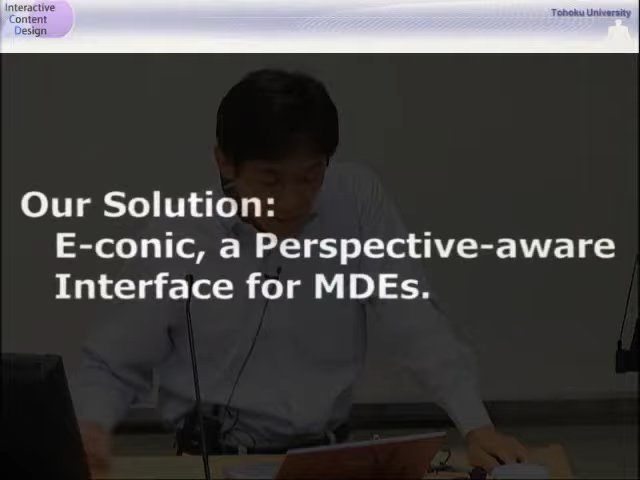 Interactive
Content
Design
Tohoku University
Our Solution:
E-conic, a Perspective-aware
Interface for MDEs.